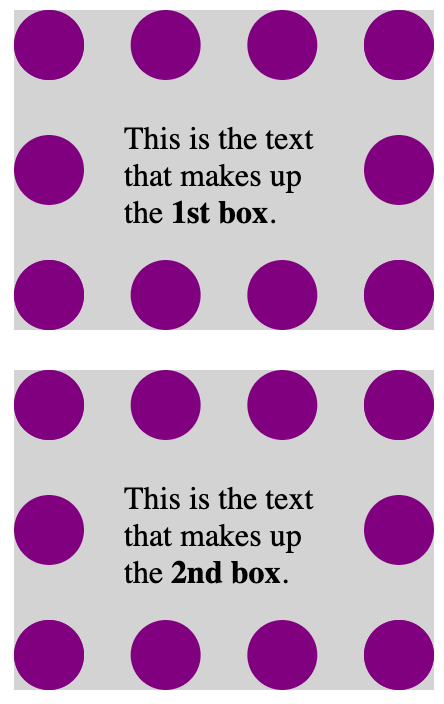 This is the text
that makes up
the 1st box.
This is the text
that makes up
the 2nd box.